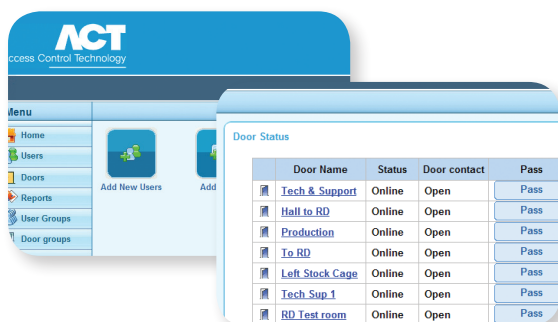 ACT
ccess Control Technology
Menu
Home
Users
Doors
Reports
User Groups
Door groups
Add New Users
Add
Door Status
Door Name Status Door contact Pass
Tech & Support Online Open Pass
Hall to RD Online Open Pass
Production Online Open Pass
To RD Online Open Pass
Left Stock Cage Online Open Pass
Tech Sup 1 Online Open Pass
RD Test room Online Open Pass